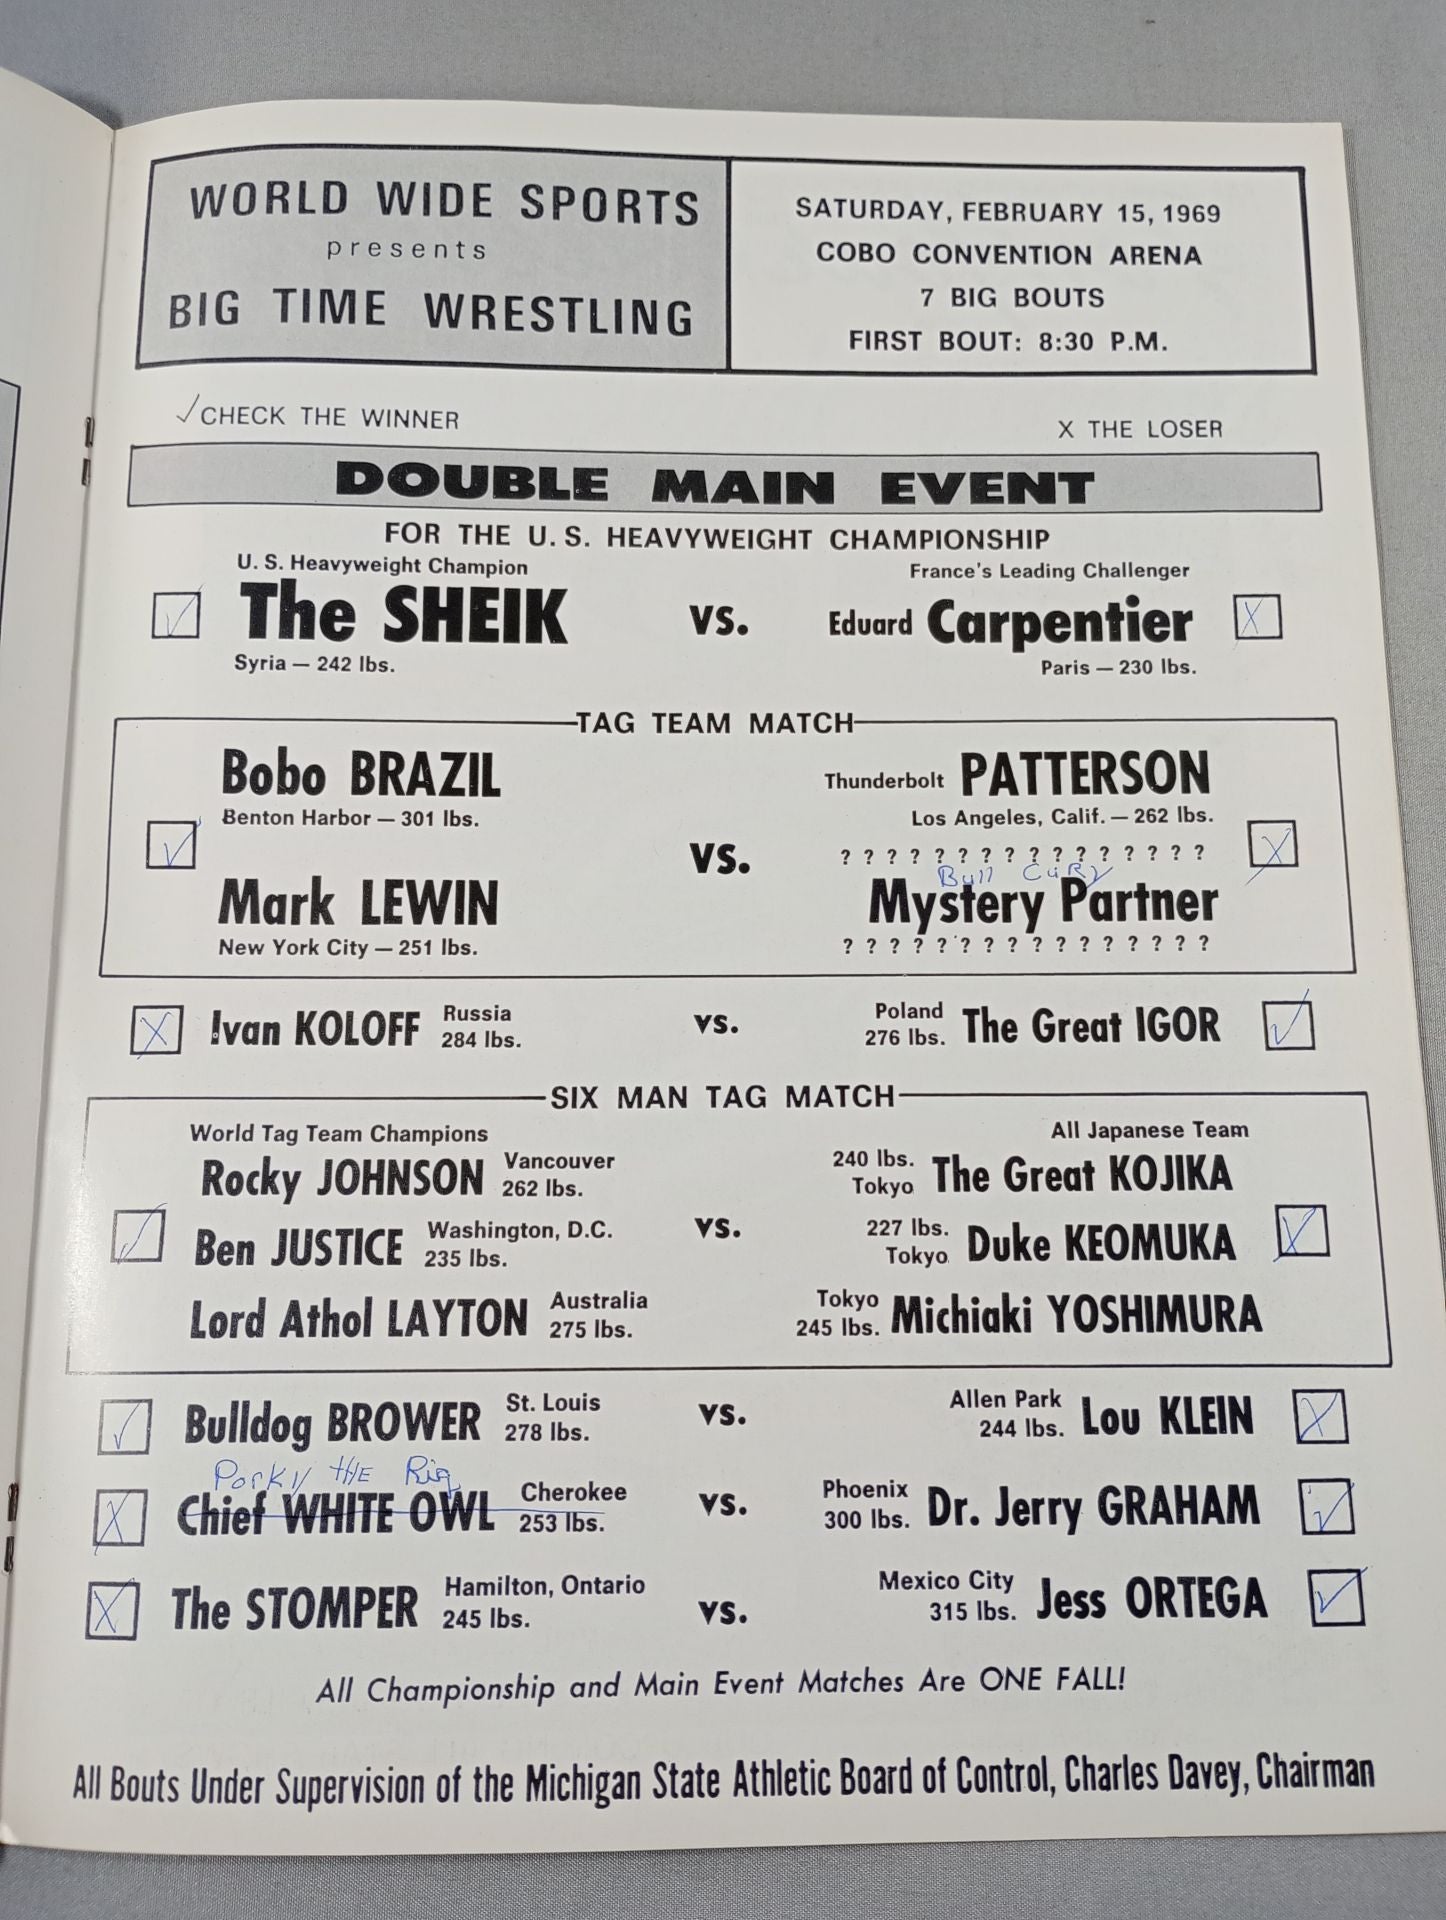 WORLD WIDE SPORTS
presents
BIG TIME WRESTLING
SATURDAY, FEBRUARY 15, 1969
COBO CONVENTION ARENA
7 BIG BOUTS
FIRST BOUT: 8:30 P.M.
✓ CHECK THE WINNER
X THE LOSER
DOUBLE MAIN EVENT
FOR THE U. S. HEAVYWEIGHT CHAMPIONSHIP
U. S. Heavyweight Champion
✓ The SHEIK
Syria — 242 lbs.
vs.
France's Leading Challenger
Eduard Carpentier X
Paris — 230 lbs.
TAG TEAM MATCH
Bobo BRAZIL
Benton Harbor — 301 lbs.
✓
Mark LEWIN
New York City — 251 lbs.
vs.
Thunderbolt PATTERSON
Los Angeles, Calif. — 262 lbs.
? ? ? ? ? ? ? ? ? ? ? ? ? ? ? ?
X
Bull Cury
Mystery Partner
? ? ? ? ? ? ? ? ? ? ? ? ? ? ? ?
X Ivan KOLOFF Russia
284 lbs.
vs.
Poland
276 lbs. The Great IGOR ✓
SIX MAN TAG MATCH
World Tag Team Champions
Rocky JOHNSON Vancouver
262 lbs.
✓ Ben JUSTICE Washington, D.C.
235 lbs.
Lord Athol LAYTON Australia
275 lbs.
vs.
All Japanese Team
240 lbs.
Tokyo The Great KOJIKA
227 lbs.
Tokyo Duke KEOMUKA X
Tokyo
245 lbs. Michiaki YOSHIMURA
✓ Bulldog BROWER St. Louis
278 lbs.
vs.
Allen Park
244 lbs. Lou KLEIN X
Porky THE Rig
X Chief WHITE OWL Cherokee
253 lbs.
vs.
Phoenix
300 lbs. Dr. Jerry GRAHAM ✓
X The STOMPER Hamilton, Ontario
245 lbs.
vs.
Mexico City
315 lbs. Jess ORTEGA ✓
All Championship and Main Event Matches Are ONE FALL!
All Bouts Under Supervision of the Michigan State Athletic Board of Control, Charles Davey, Chairman